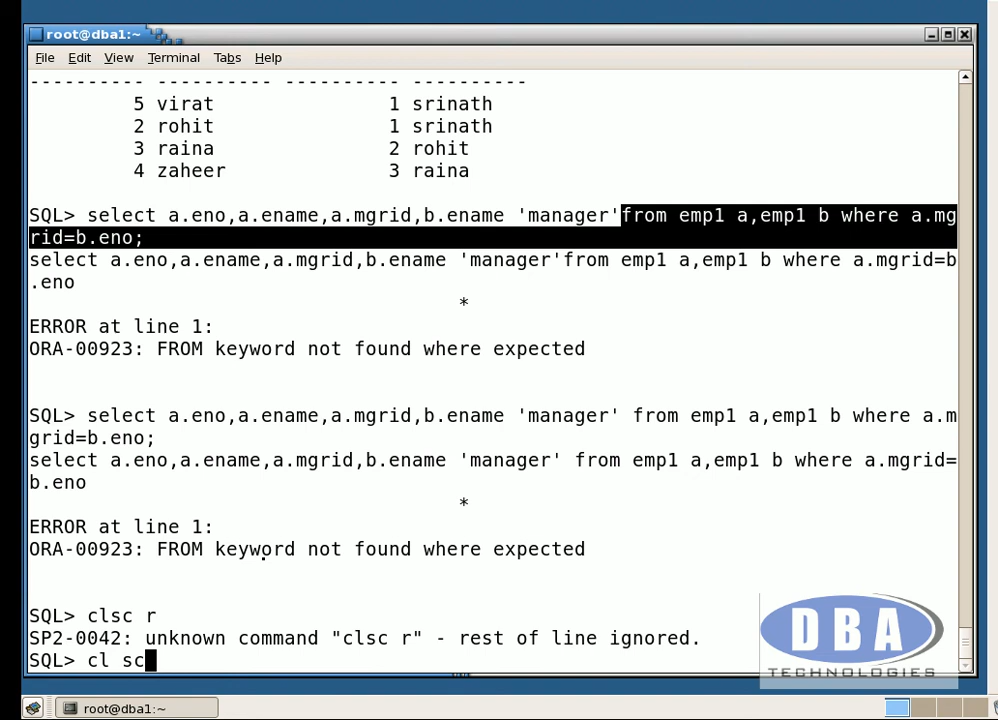 root@dba1:~
File Edit View Terminal Tabs Help
---------- ---------- ---------- ----------
5 virat 1 srinath
2 rohit 1 srinath
3 raina 2 rohit
4 zaheer 3 raina
SQL> select a.eno,a.ename,a.mgrid,b.ename 'manager'from emp1 a,emp1 b where a.mg
rid=b.eno;
select a.eno,a.ename,a.mgrid,b.ename 'manager'from emp1 a,emp1 b where a.mgrid=b
.eno
*
ERROR at line 1:
ORA-00923: FROM keyword not found where expected
SQL> select a.eno,a.ename,a.mgrid,b.ename 'manager' from emp1 a,emp1 b where a.m
grid=b.eno;
select a.eno,a.ename,a.mgrid,b.ename 'manager' from emp1 a,emp1 b where a.mgrid=
b.eno
*
ERROR at line 1:
ORA-00923: FROM keyword not found where expected
SQL> clsc r
SP2-0042: unknown command "clsc r" - rest of line ignored.
SQL> cl sc
DBA
TECHNOLOGIES
root@dba1:~